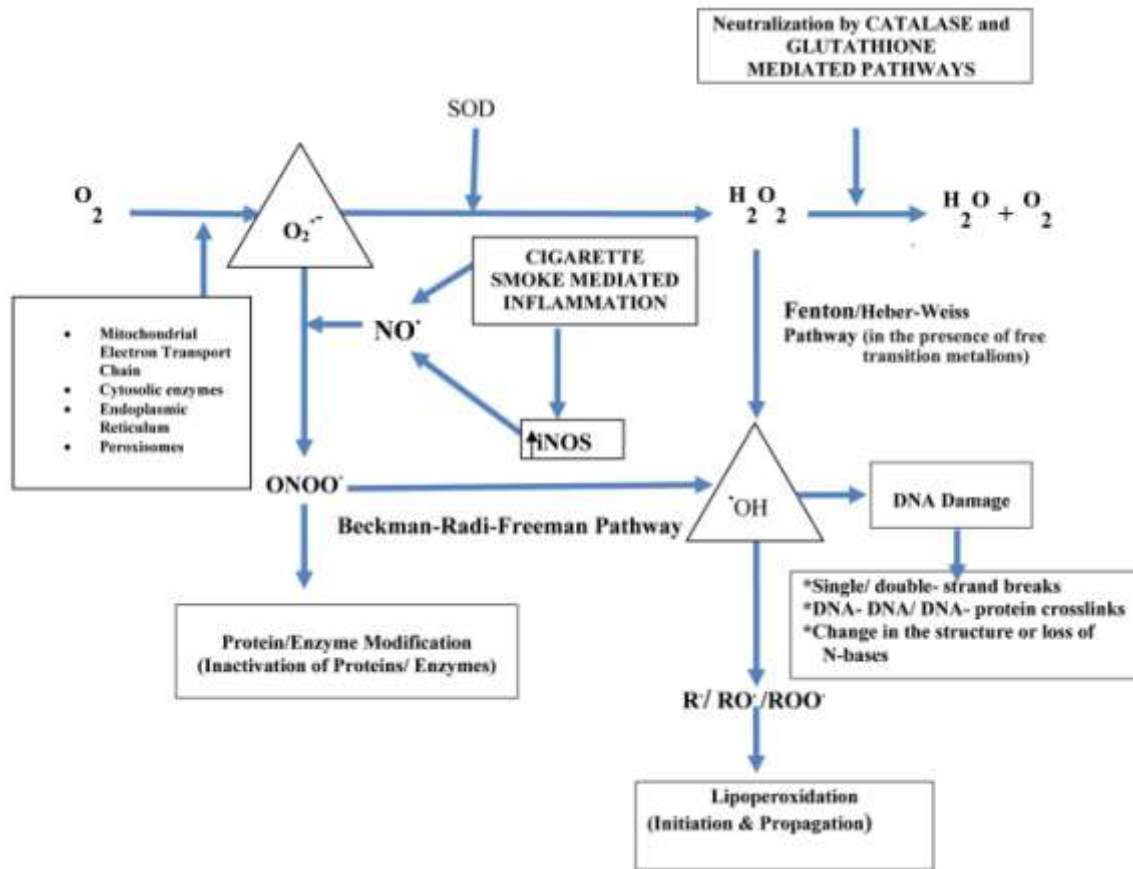 Neutralization by CATALASE and
GLUTATHIONE
MEDIATED PATHWAYS
SOD
O2
O2•−
H2O2
H2O + O2
CIGARETTE
SMOKE MEDIATED
INFLAMMATION
NO•
Fenton/Heber-Weiss
Pathway (in the presence of free
transition metalions)
• Mitochondrial
Electron Transport
Chain
• Cytosolic enzymes
• Endoplasmic
Reticulum
• Peroxisomes
iNOS
ONOO•
Beckman-Radi-Freeman Pathway
•OH
DNA Damage
*Single/ double- strand breaks
*DNA- DNA/ DNA- protein crosslinks
*Change in the structure or loss of
N-bases
Protein/Enzyme Modification
(Inactivation of Proteins/ Enzymes)
R•/ RO•/ROO•
Lipoperoxidation
(Initiation & Propagation)